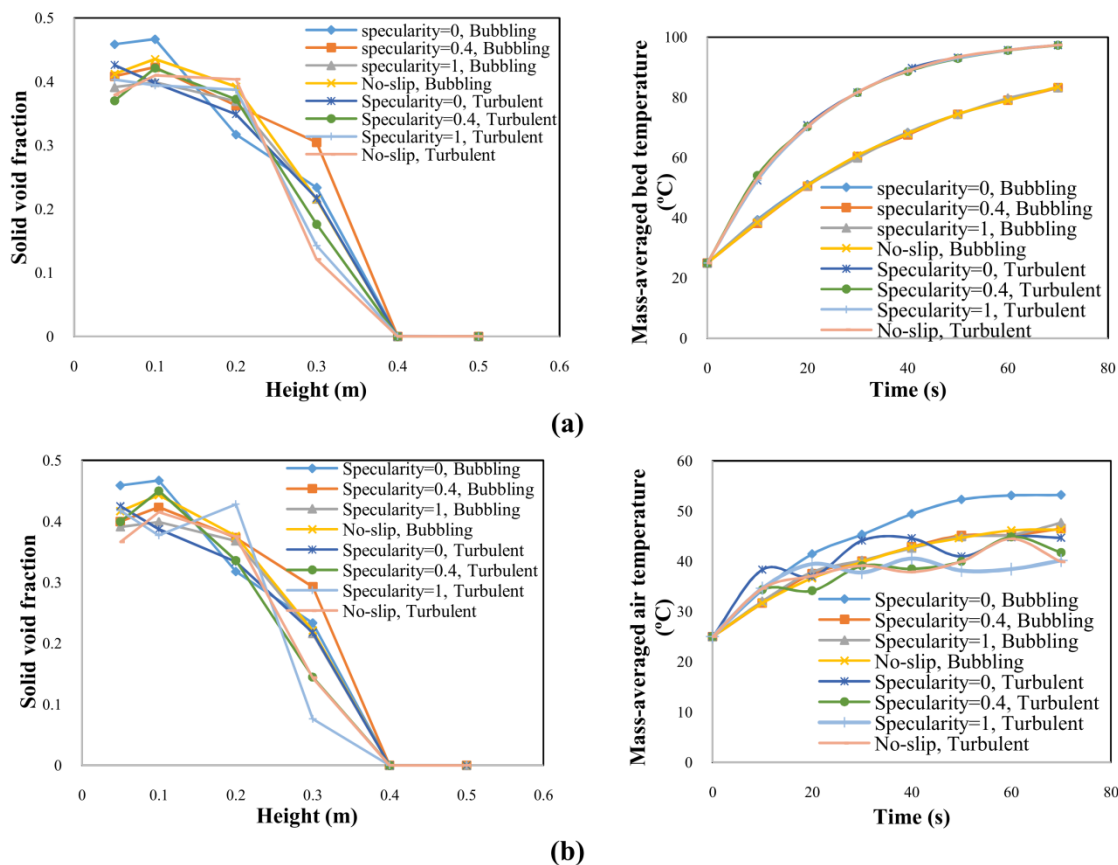 0.5
0.4
0.3
0.2
0.1
0
Solid void fraction
specularity=0, Bubbling
specularity=0.4, Bubbling
specularity=1, Bubbling
No-slip, Bubbling
Specularity=0, Turbulent
Specularity=0.4, Turbulent
Specularity=1, Turbulent
No-slip, Turbulent
0 0.1 0.2 0.3 0.4 0.5 0.6
Height (m)
100
80
60
40
20
0
Mass-averaged bed temperature
(ºC)
specularity=0, Bubbling
specularity=0.4, Bubbling
specularity=1, Bubbling
No-slip, Bubbling
Specularity=0, Turbulent
Specularity=0.4, Turbulent
Specularity=1, Turbulent
No-slip, Turbulent
0 20 40 60 80
Time (s)
(a)
0.5
0.4
0.3
0.2
0.1
0
Solid void fraction
Specularity=0, Bubbling
Specularity=0.4, Bubbling
Specularity=1, Bubbling
No-slip, Bubbling
Specularity=0, Turbulent
Specularity=0.4, Turbulent
Specularity=1, Turbulent
No-slip, Turbulent
0 0.1 0.2 0.3 0.4 0.5 0.6
Height (m)
60
50
40
30
20
10
0
Mass-averaged air temperature
(ºC)
Specularity=0, Bubbling
Specularity=0.4, Bubbling
Specularity=1, Bubbling
No-slip, Bubbling
Specularity=0, Turbulent
Specularity=0.4, Turbulent
Specularity=1, Turbulent
No-slip, Turbulent
0 20 40 60 80
Time (s)
(b)